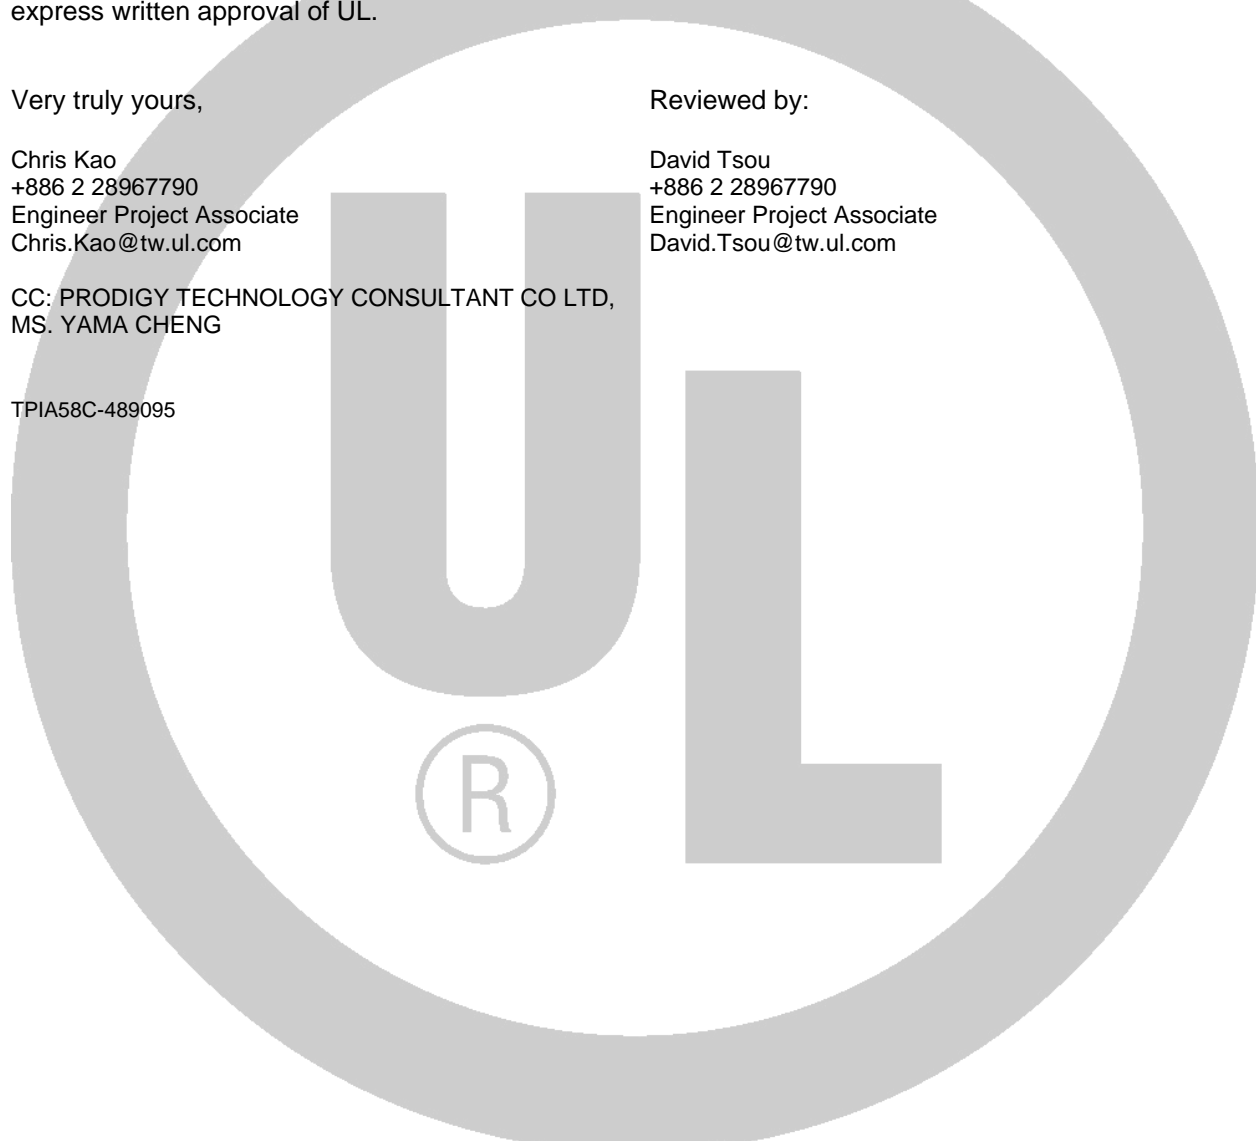 express written approval of UL.
Very truly yours,
Reviewed by:
Chris Kao
+886 2 28967790
Engineer Project Associate
Chris.Kao@tw.ul.com
David Tsou
+886 2 28967790
Engineer Project Associate
David.Tsou@tw.ul.com
CC: PRODIGY TECHNOLOGY CONSULTANT CO LTD,
MS. YAMA CHENG
TPIA58C-489095
UL
®